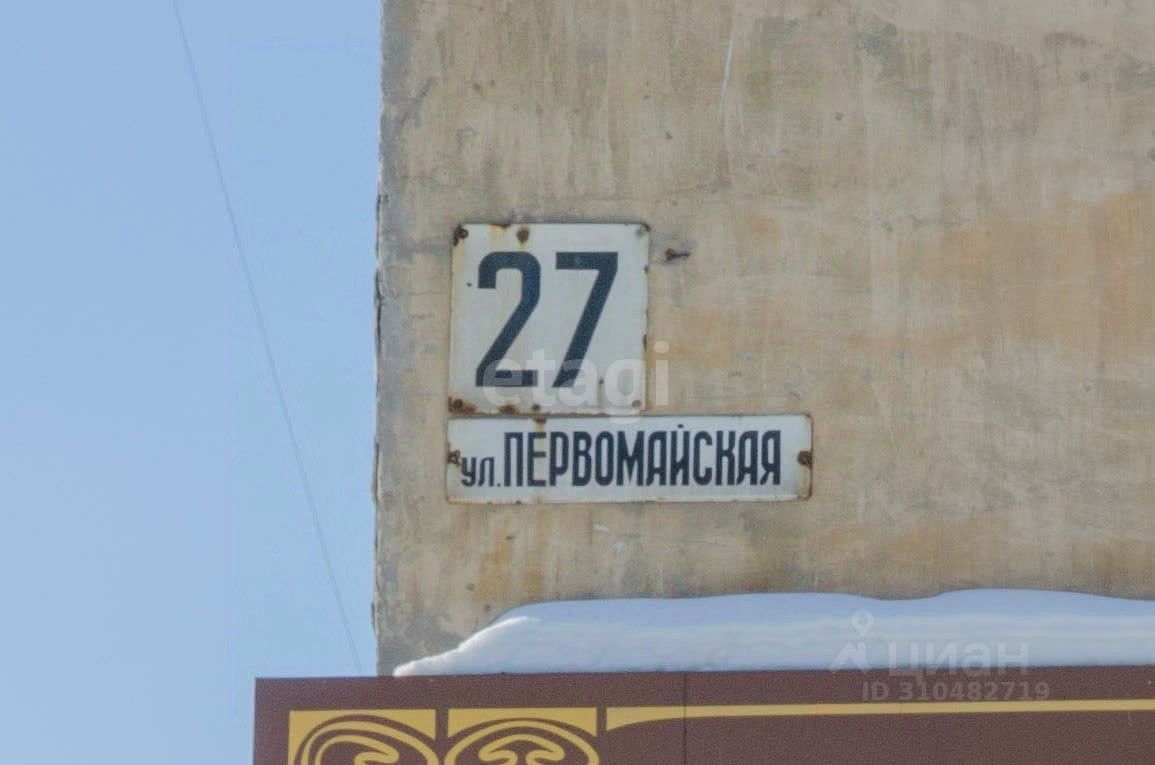 27
etagi
ул. ПЕРВОМАЙСКАЯ
циан
ID 310482719